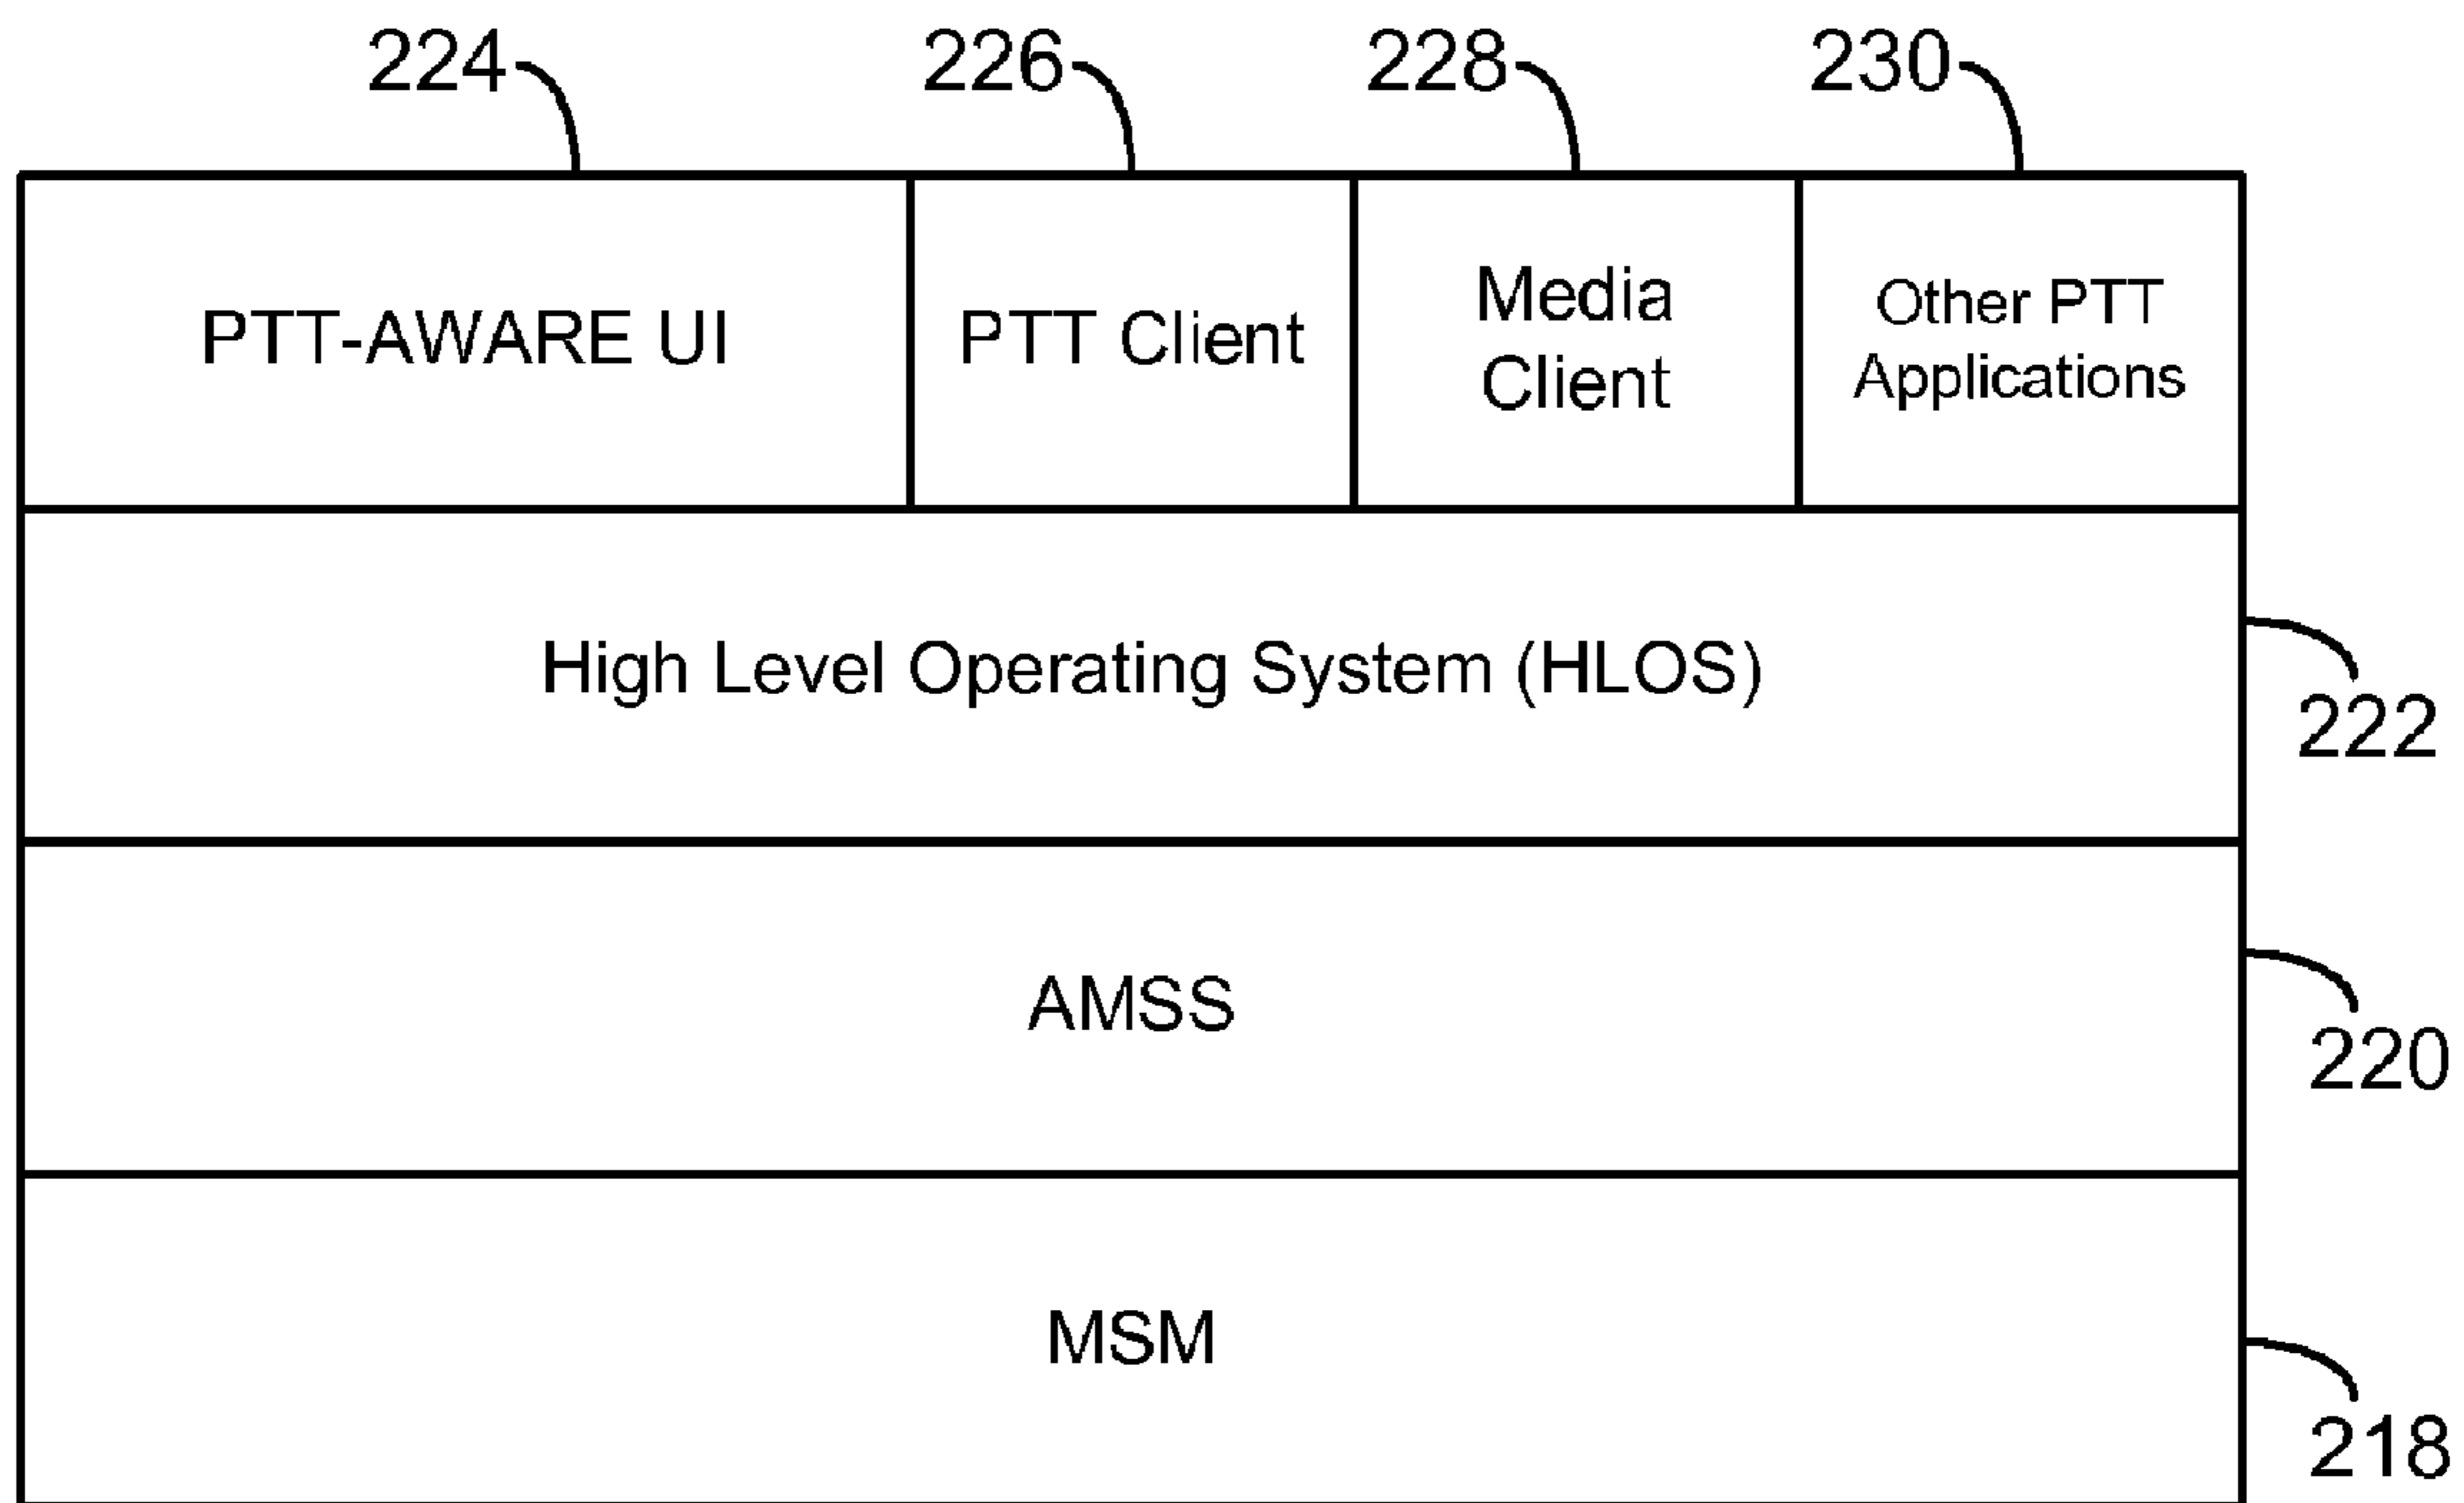 224
226
228
230
PTT-AWARE UI
PTT Client
Media
Client
Other PTT
Applications
High Level Operating System (HLOS)
222
AMSS
220
MSM
218